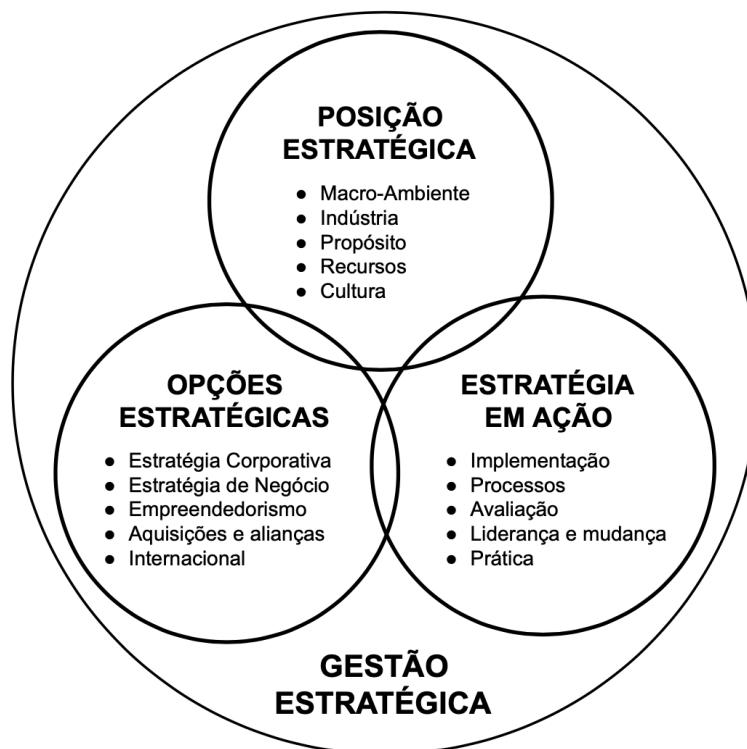 POSIÇÃO
ESTRATÉGICA
● Macro-Ambiente
● Indústria
● Propósito
● Recursos
● Cultura
OPÇÕES
ESTRATÉGICAS
● Estratégia Corporativa
● Estratégia de Negócio
● Empreendedorismo
● Aquisições e alianças
● Internacional
ESTRATÉGIA
EM AÇÃO
● Implementação
● Processos
● Avaliação
● Liderança e mudança
● Prática
GESTÃO
ESTRATÉGICA